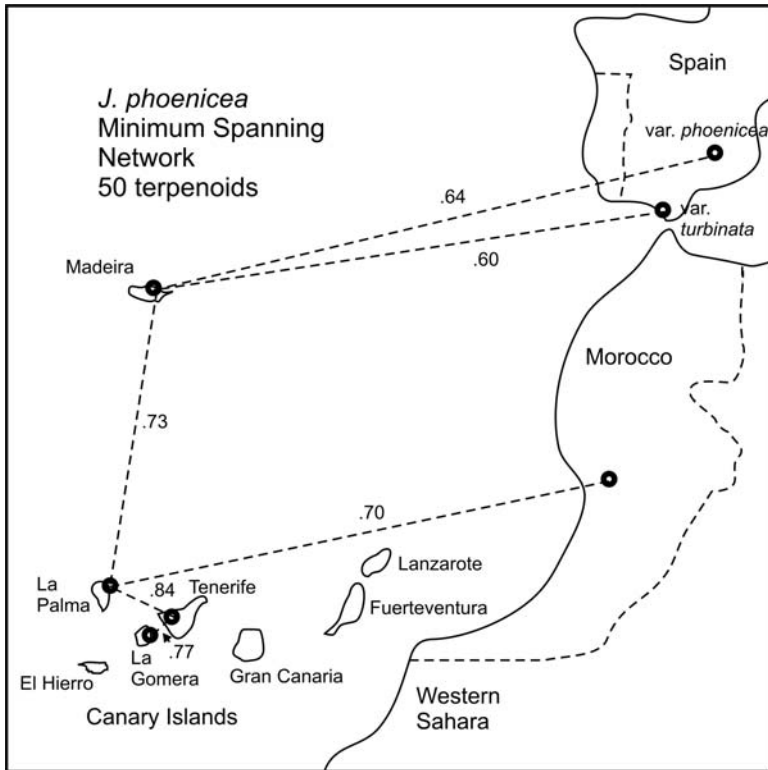 J. phoenicea
Minimum Spanning
Network
50 terpenoids
Spain
var. phoenicea
var.
turbinata
.64
.60
Madeira
Morocco
.73
.70
La
Palma
.84
Tenerife
Lanzarote
Fuerteventura
.77
La
Gomera
El Hierro
Gran Canaria
Canary Islands
Western
Sahara